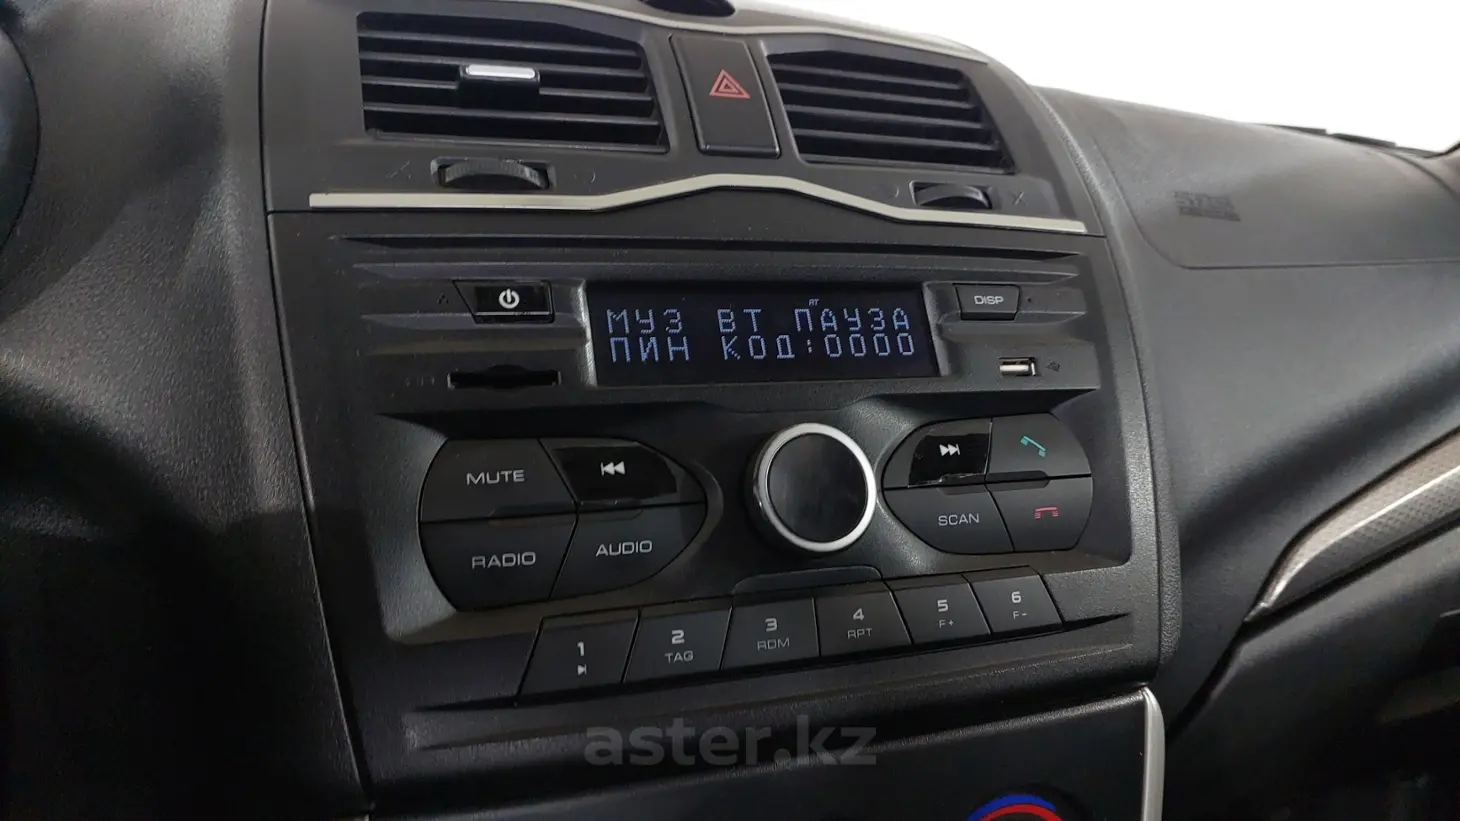 МУЗ ВТ ПАУЗА
ПИН КОД:0000
DISP
MUTE
RADIO
AUDIO
SCAN
1
2
TAG
3
RDM
4
RPT
5
F+
6
F-
aster.kz